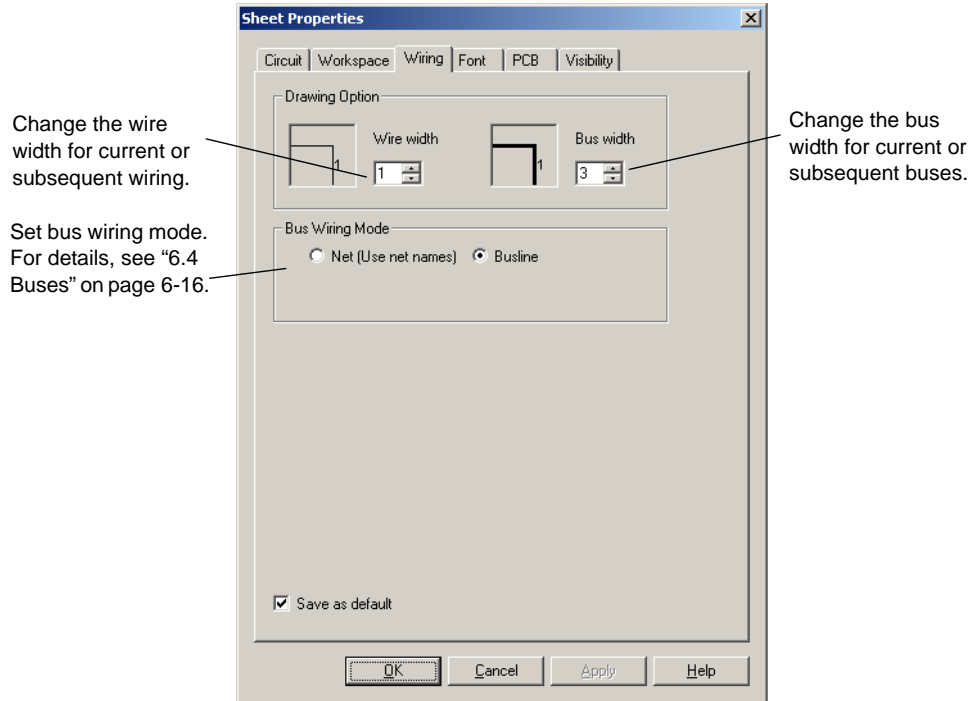 Sheet Properties
Circuit Workspace Wiring Font PCB Visibility
Drawing Option
Wire width
1
1
Bus width
1
3
Change the wire
width for current or
subsequent wiring.
Change the bus
width for current or
subsequent buses.
Set bus wiring mode.
For details, see “6.4
Buses” on page 6-16.
Bus Wiring Mode
Net (Use net names) Busline
Save as default
OK Cancel Apply Help